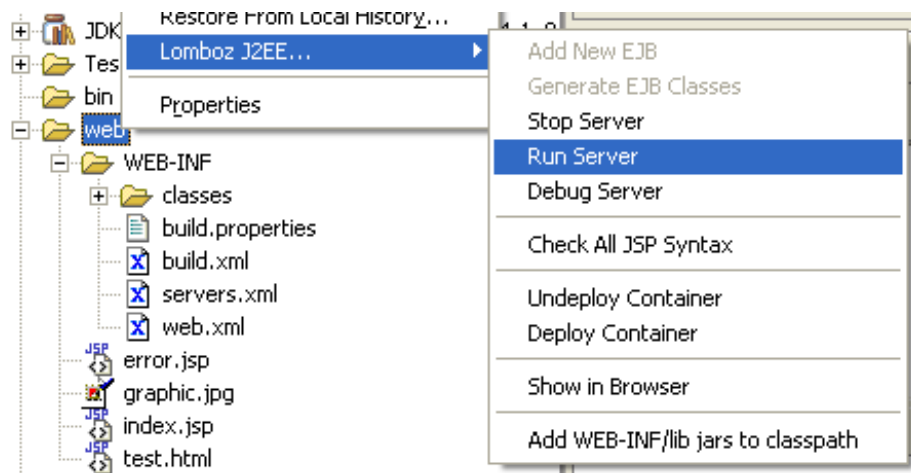 Restore From Local History...
JDK
Lomboz J2EE...
Tes
bin
Properties
web
WEB-INF
classes
build.properties
build.xml
servers.xml
web.xml
error.jsp
graphic.jpg
index.jsp
test.html
Add New EJB
Generate EJB Classes
Stop Server
Run Server
Debug Server
Check All JSP Syntax
Undeploy Container
Deploy Container
Show in Browser
Add WEB-INF/lib jars to classpath